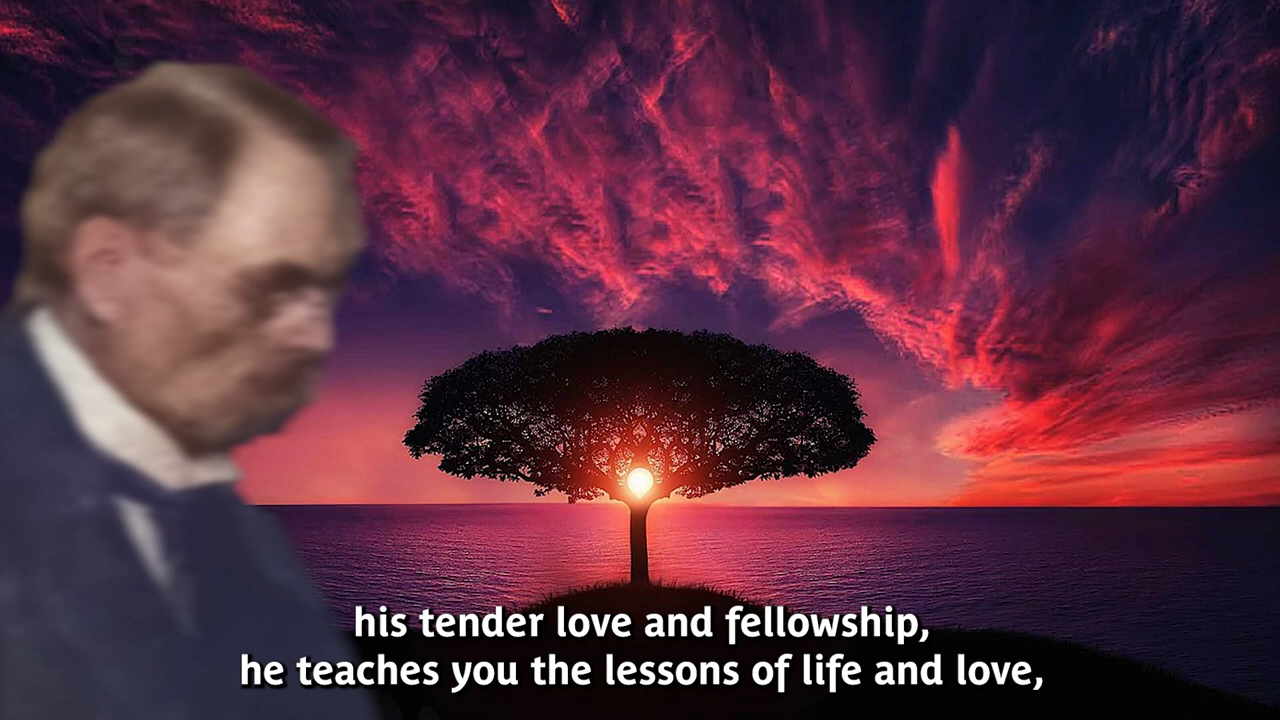 his tender love and fellowship,
he teaches you the lessons of life and love,